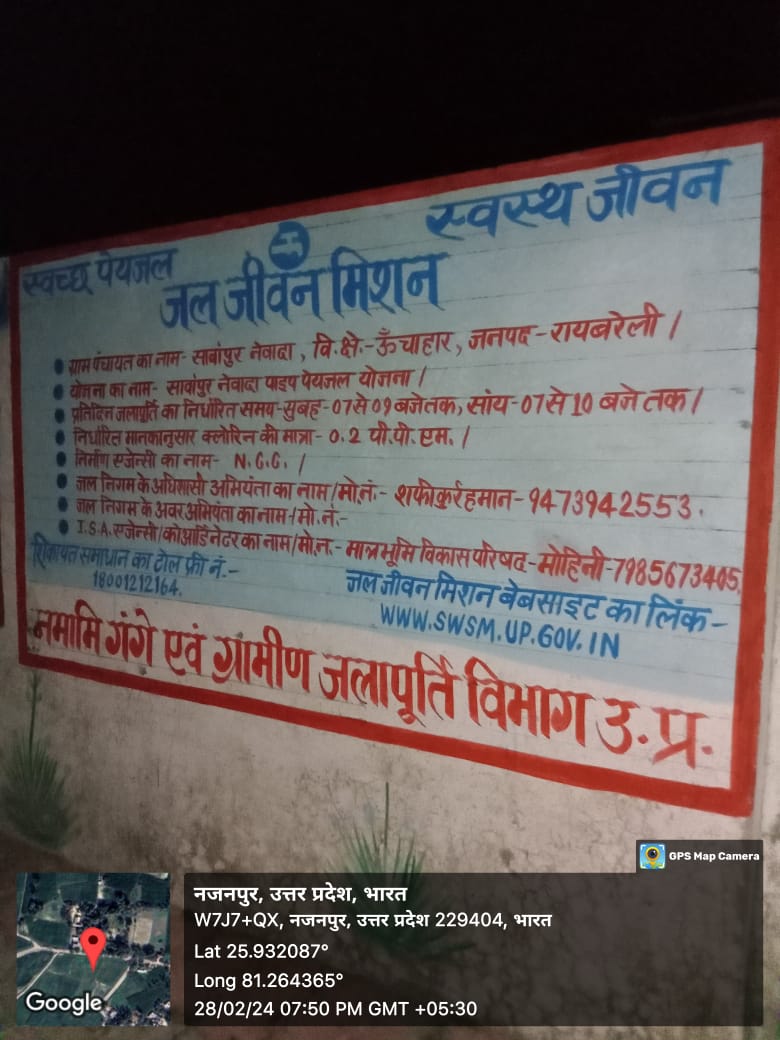 स्वच्छ पेयजल
स्वस्थ जीवन
जल जीवन मिशन
ग्राम पंचायत का नाम- सावांपुर नेवादा, वि.क्षे.-ऊँचाहार, जनपद-रायबरेली।
योजना का नाम- सावांपुर नेवादा पाइप पेयजल योजना।
प्रतिदिन जलापूर्ति का निर्धारित समय-सुबह-07 से 09 बजे तक, सांय-07 से 10 बजे तक।
निर्धारित मानकानुसार क्लोरिन की मात्रा- 0.2 पी.पी.एम.।
निर्माण एजेन्सी का नाम- N.C.C.।
जल निगम के अधिशासी अभियंता का नाम/मो.नं.- शफीकुर्रहमान-9473942553.
जल निगम के अवर अभियंता का नाम/मो.नं.-
I.S.A. एजेन्सी/कोआर्डिनेटर का नाम/मो.न.- मात्रभूमि विकास परिषद-मोहिनी-7985673405.
शिकायत समाधान का टोल फ्री नं.-
18001212164.
जल जीवन मिशन बेबसाइट का लिंक-
WWW.SWSM.UP.GOV.IN
नमामि गंगे एवं ग्रामीण जलापूर्ति विभाग उ.प्र.
GPS Map Camera
नजनपुर, उत्तर प्रदेश, भारत
W7J7+QX, नजनपुर, उत्तर प्रदेश 229404, भारत
Lat 25.932087°
Long 81.264365°
28/02/24 07:50 PM GMT +05:30
Google